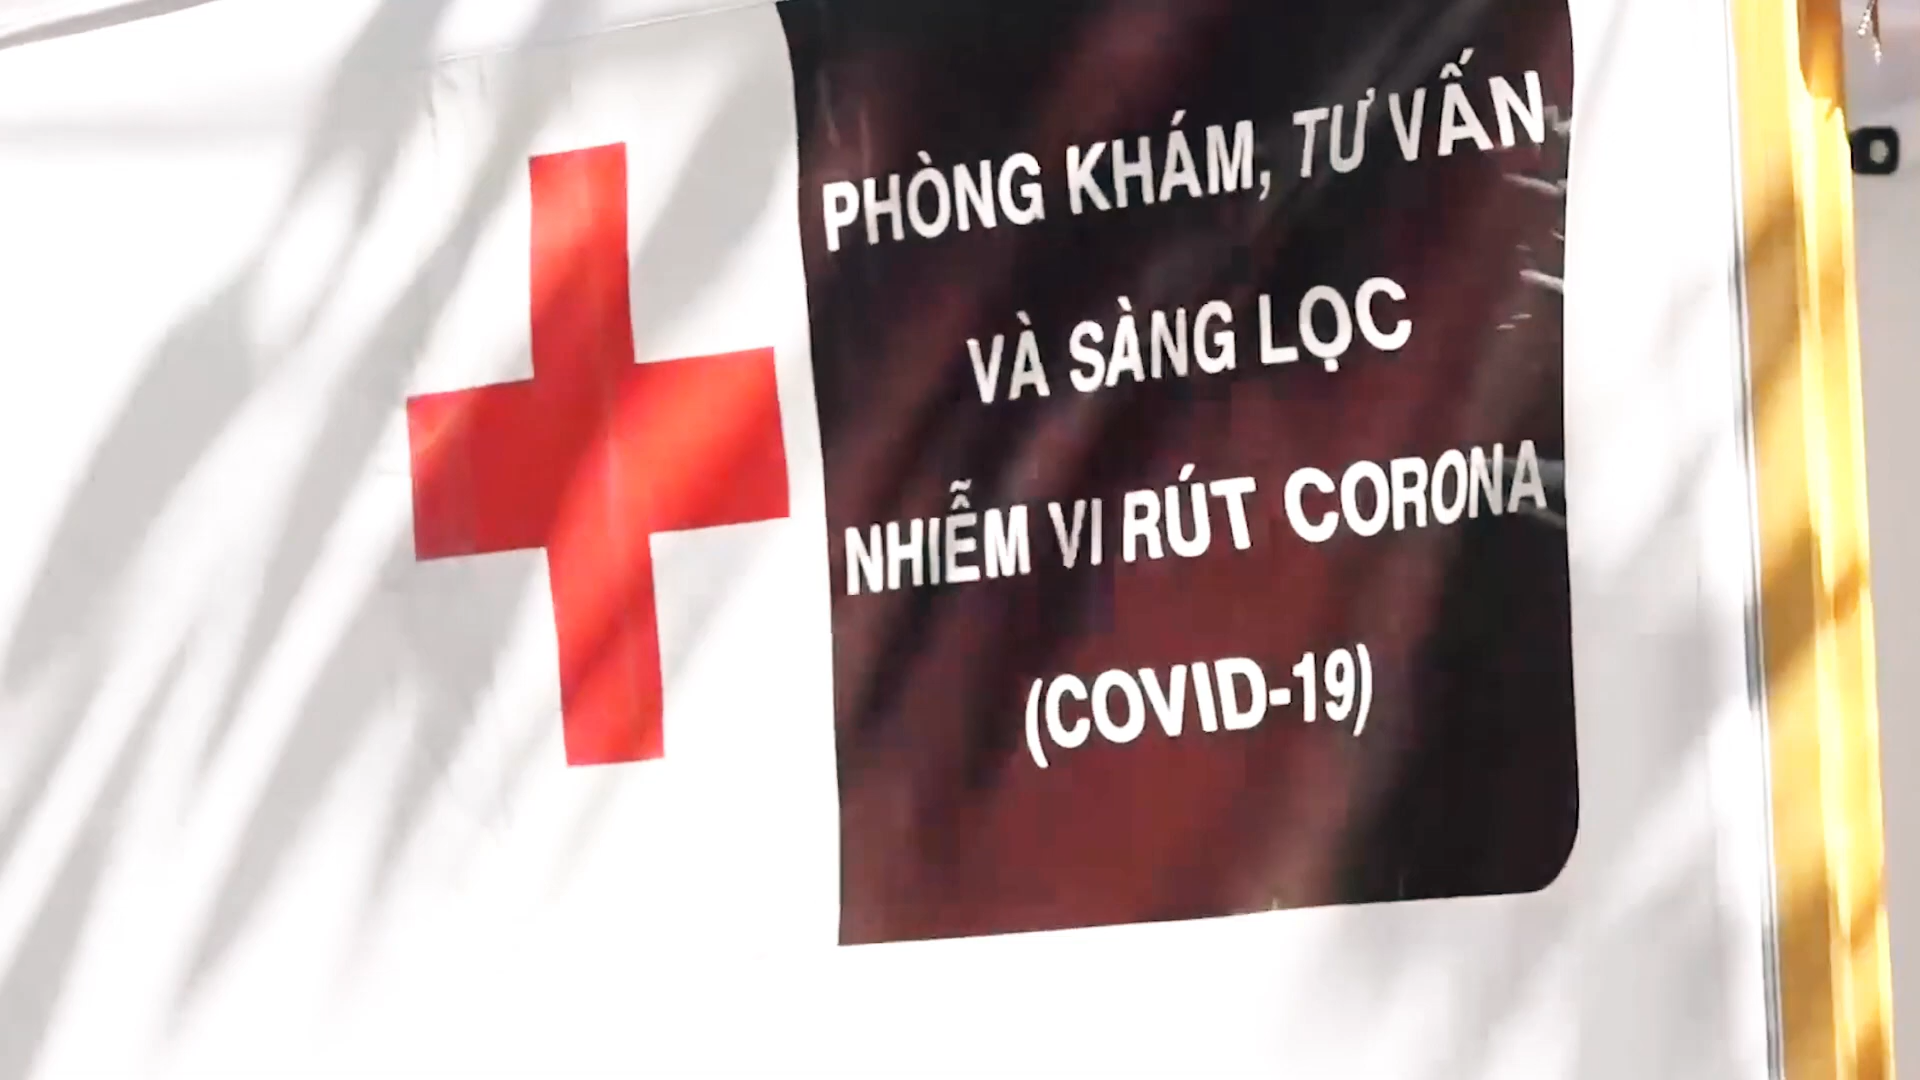 PHÒNG KHÁM, TƯ VẤN
VÀ SÀNG LỌC
NHIỄM VI RÚT CORONA
(COVID-19)